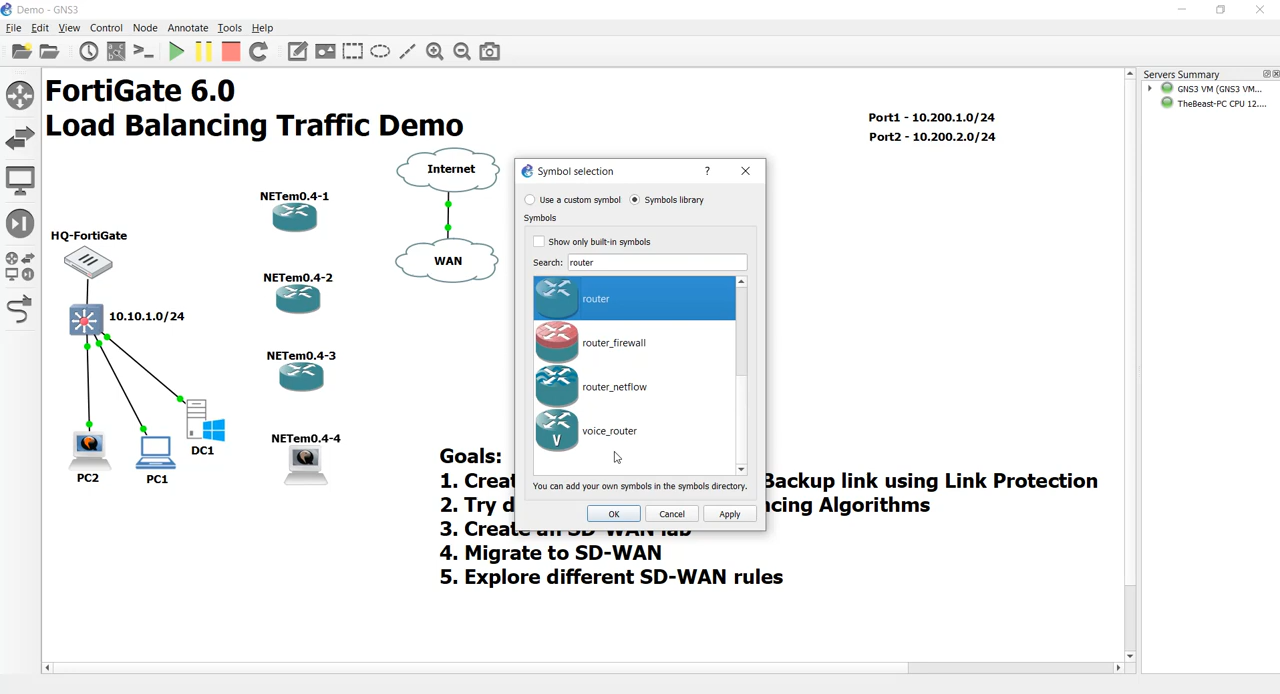 Demo - GNS3
File Edit View Control Node Annotate Tools Help
FortiGate 6.0
Load Balancing Traffic Demo
Port1 - 10.200.1.0/24
Port2 - 10.200.2.0/24
Servers Summary
GNS3 VM (GNS3 VM...
TheBeast-PC CPU 12....
Internet
WAN
NETem0.4-1
HQ-FortiGate
NETem0.4-2
10.10.1.0/24
NETem0.4-3
NETem0.4-4
DC1
PC2
PC1
Symbol selection
?
Use a custom symbol
Symbols library
Symbols
Show only built-in symbols
Search: router
router
router_firewall
router_netflow
V
voice_router
You can add your own symbols in the symbols directory.
OK Cancel Apply
Goals:
1. Creat Backup link using Link Protection
2. Try d cing Algorithms
3. Create an SD-WAN lab
4. Migrate to SD-WAN
5. Explore different SD-WAN rules